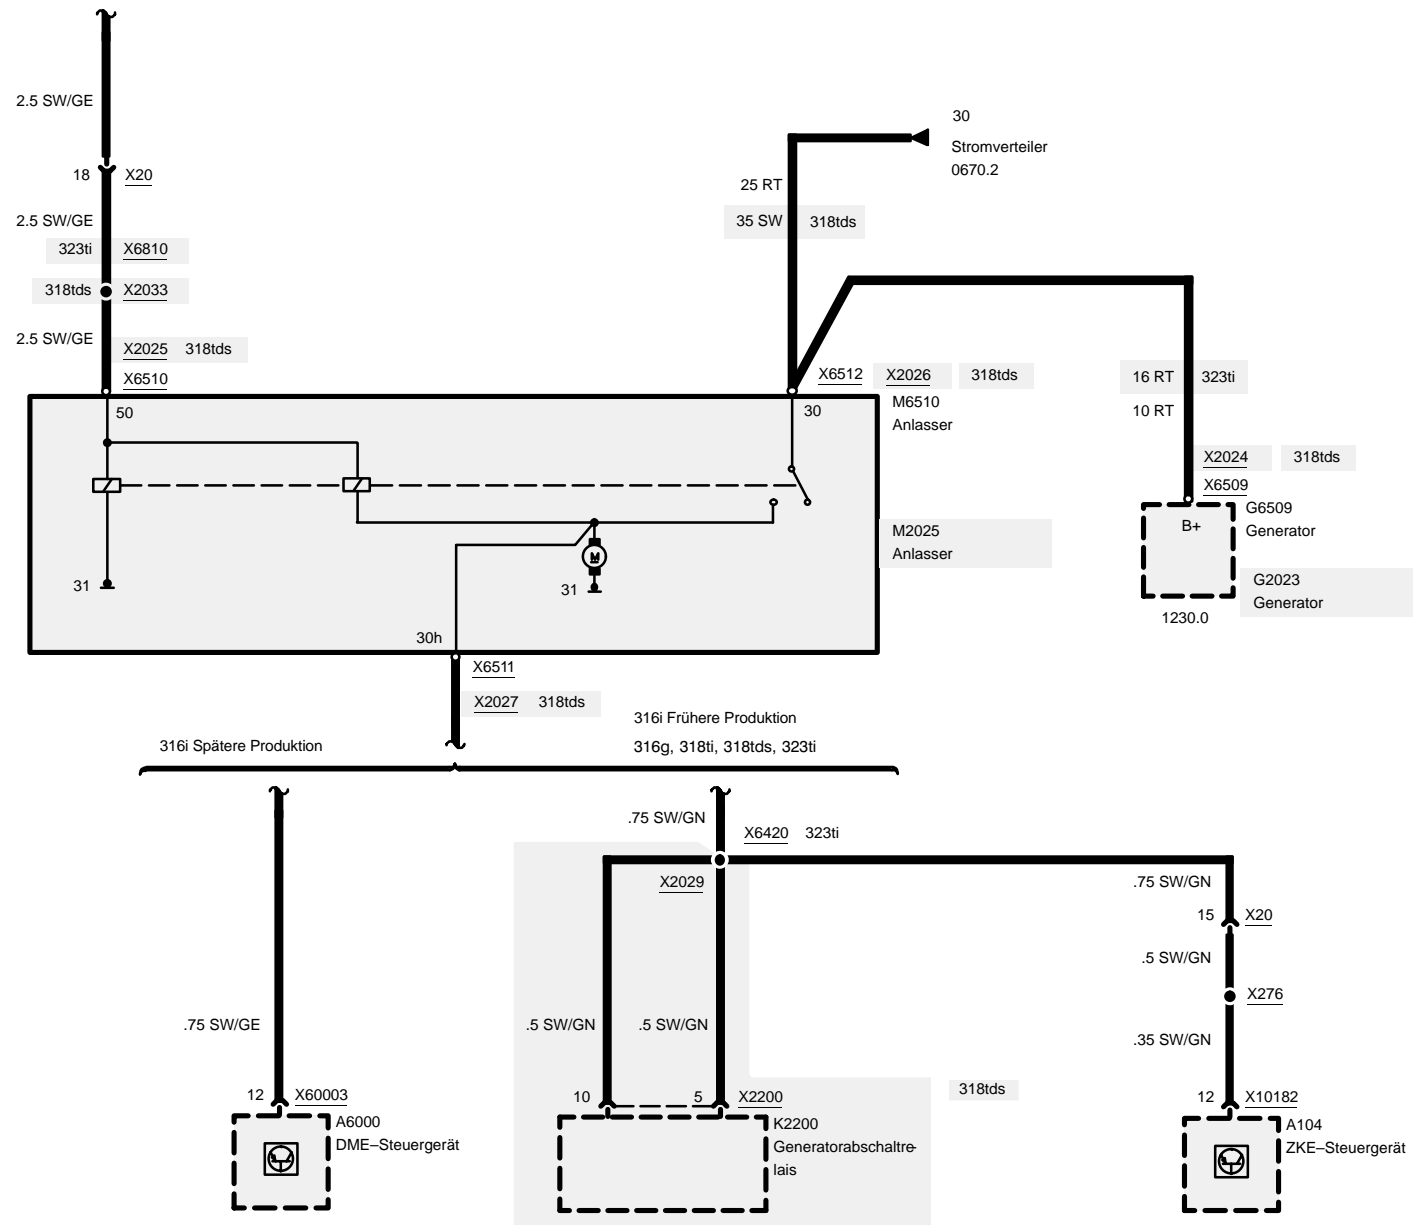 2.5 SW/GE
30
Stromverteiler
0670.2
18 X20
25 RT
2.5 SW/GE
35 SW 318tds
323ti X6810
318tds X2033
2.5 SW/GE
X2025 318tds
X6510
X6512 X2026 318tds
16 RT 323ti
10 RT
50
30
M6510
Anlasser
X2024 318tds
X6509
G6509
Generator
B+
M2025
Anlasser
G2023
Generator
1230.0
31
M
31
30h
X6511
X2027 318tds
316i Frühere Produktion
316g, 318ti, 318tds, 323ti
316i Spätere Produktion
.75 SW/GN
X6420 323ti
X2029
.75 SW/GN
15 X20
.5 SW/GN
X276
.75 SW/GE
.5 SW/GN
.5 SW/GN
.35 SW/GN
12 X60003
10
5 X2200
318tds
12 X10182
A6000
DME–Steuergerät
K2200
Generatorabschaltre-
lais
A104
ZKE–Steuergerät